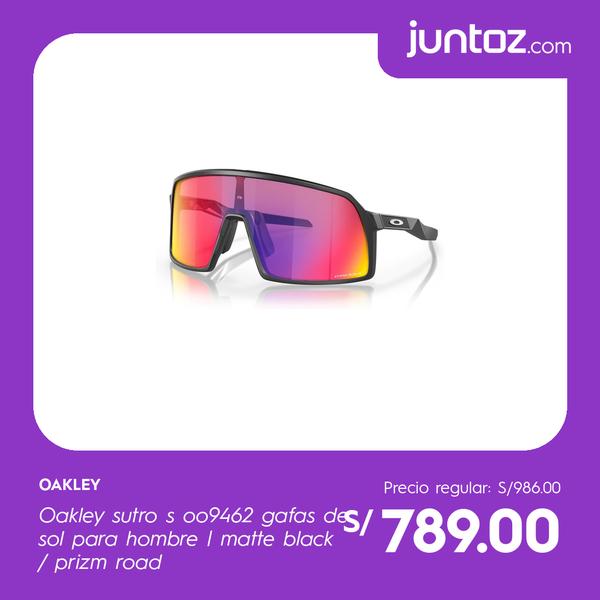 juntoz.com
OAKLEY
Oakley sutro s oo9462 gafas de
sol para hombre | matte black
/ prizm road
Precio regular: S/986.00
S/ 789.00